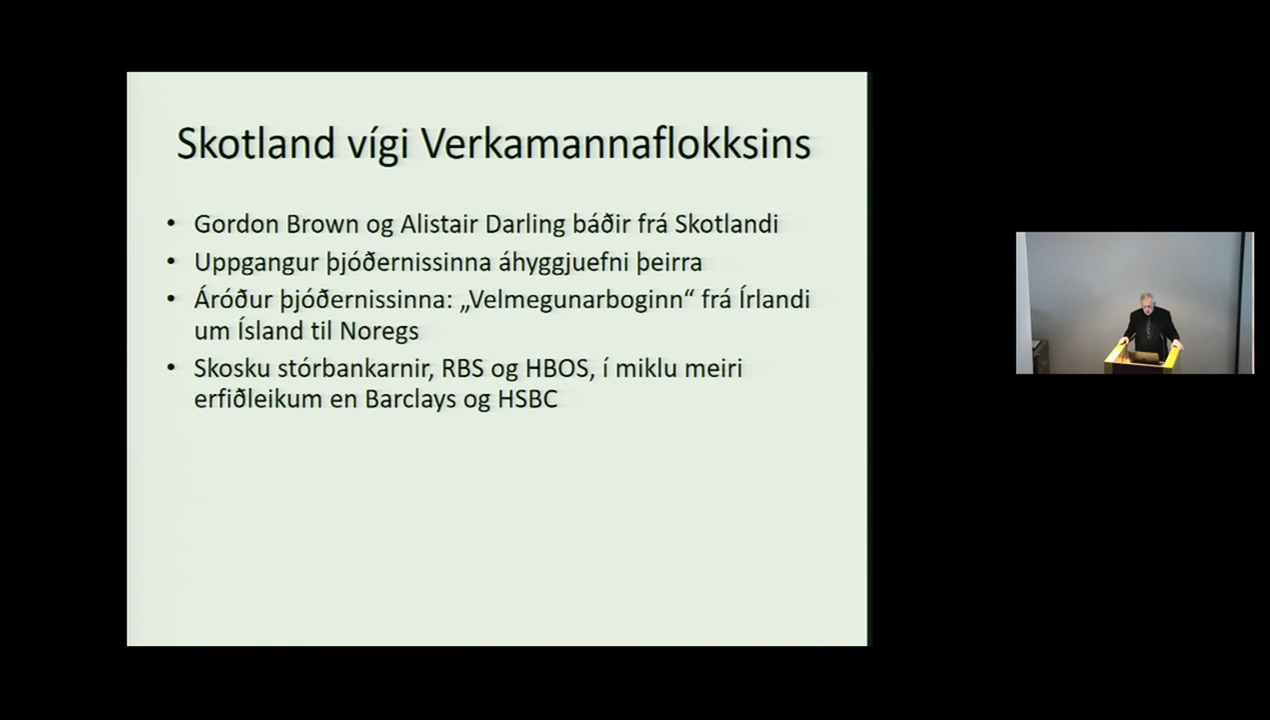 Skotland vígi Verkamannaflokksins
• Gordon Brown og Alistair Darling báðir frá Skotlandi
• Uppgangur þjóðernissinna áhyggjuefni þeirra
• Áróður þjóðernissinna: „Velmegunarboginn“ frá Írlandi
um Ísland til Noregs
• Skosku stórbankarnir, RBS og HBOS, í miklu meiri
erfiðleikum en Barclays og HSBC